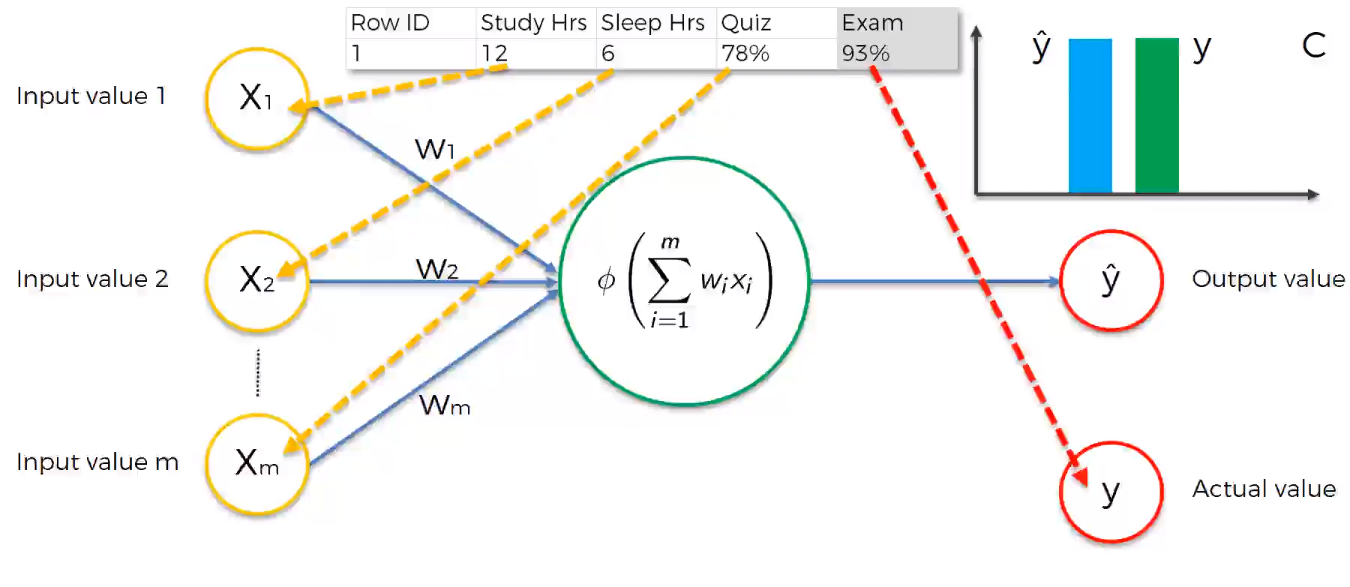 Row ID Study Hrs Sleep Hrs Quiz Exam
1 12 6 78% 93%
ŷ y C
Input value 1
X₁
W₁
Input value 2
X₂
W₂
ϕ(∑ᵢ₌₁ᵐ wᵢxᵢ)
ŷ
Output value
Wₘ
Input value m
Xₘ
y
Actual value